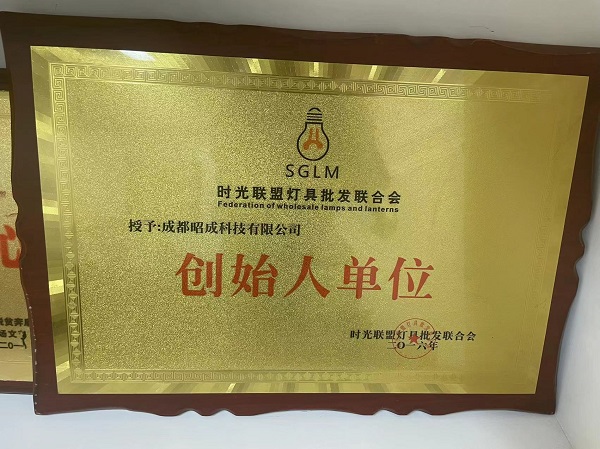 SGLM
时光联盟灯具批发联合会
Federation of wholesale lamps and lanterns
授予:成都昭成科技有限公司
创始人单位
时光联盟灯具批发联合会
二〇一六年